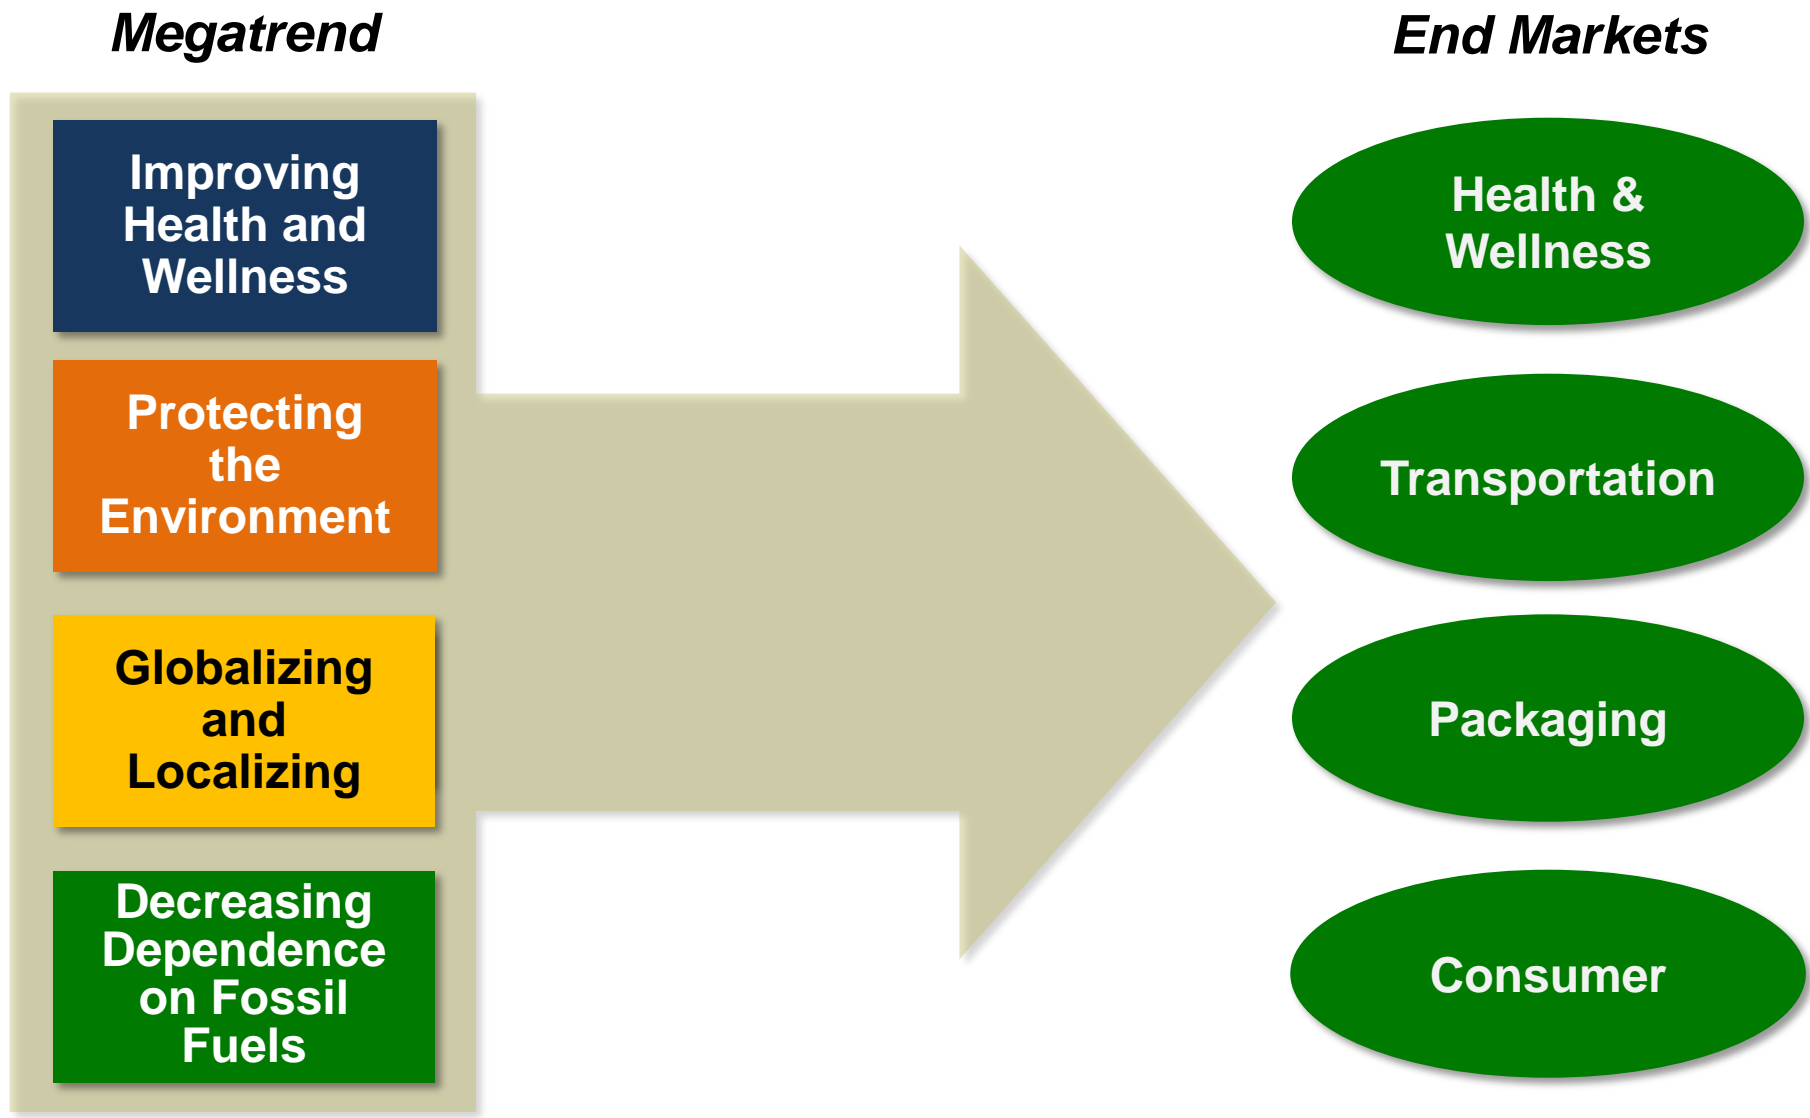 Megatrend
End Markets
Improving
Health and
Wellness
Protecting
the
Environment
Globalizing
and
Localizing
Decreasing
Dependence
on Fossil
Fuels
Health &
Wellness
Transportation
Packaging
Consumer